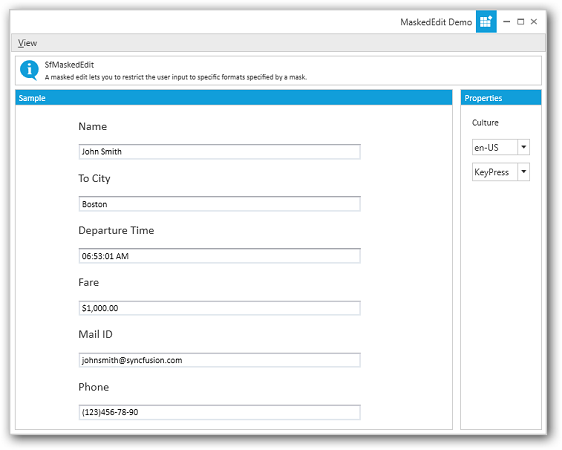 MaskedEdit Demo
View
SfMaskedEdit
A masked edit lets you to restrict the user input to specific formats specified by a mask.
Sample
Name
John Smith
To City
Boston
Departure Time
06:53:01 AM
Fare
$1,000.00
Mail ID
johnsmith@syncfusion.com
Phone
(123)456-78-90
Properties
Culture
en-US
KeyPress